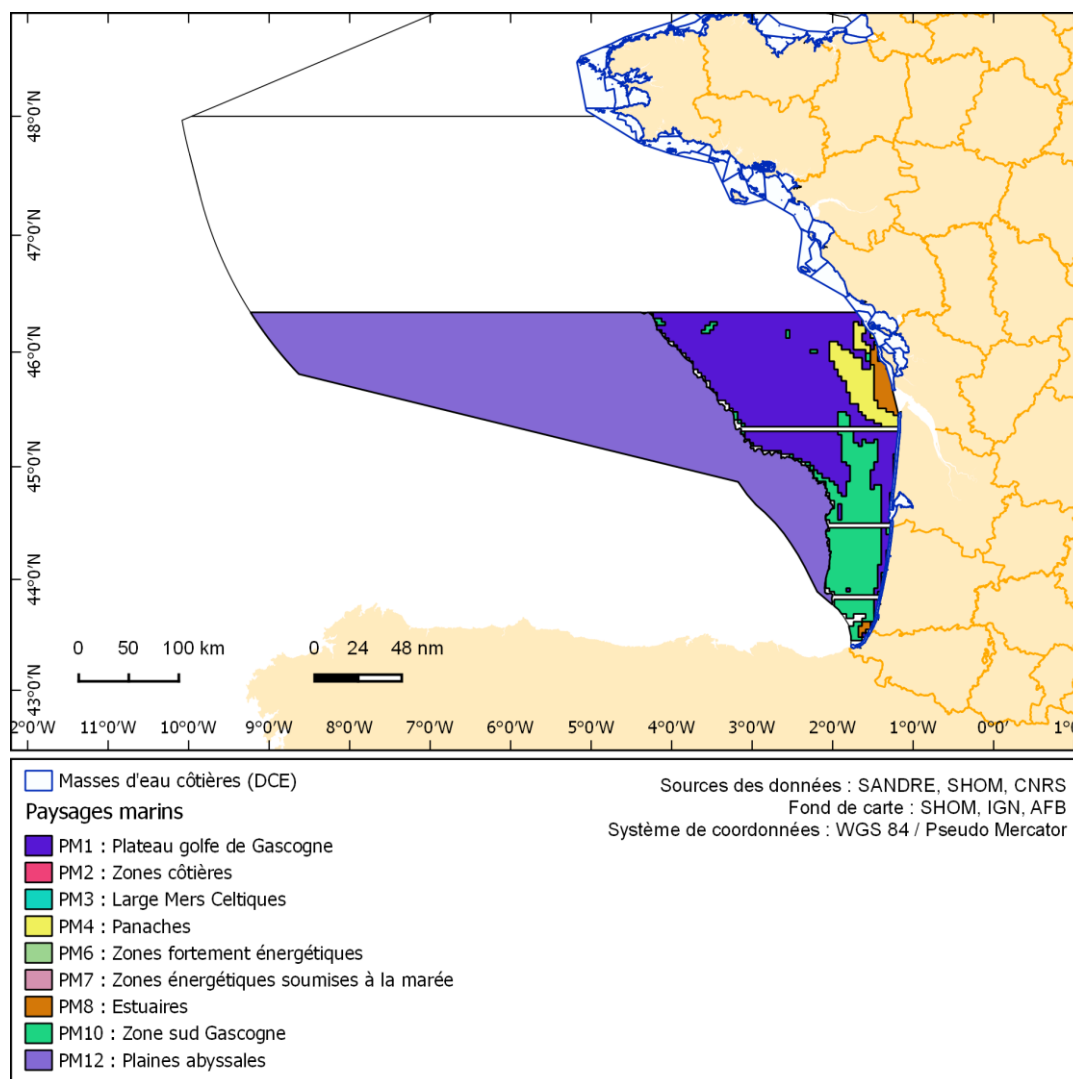 48°0'N
47°0'N
46°0'N
45°0'N
44°0'N
43°0'N
0 50 100 km
0 24 48 nm
12°0'W 11°0'W 10°0'W 9°0'W 8°0'W 7°0'W 6°0'W 5°0'W 4°0'W 3°0'W 2°0'W 1°0'W 0°0' 1°
Masses d'eau côtières (DCE)
Paysages marins
PM1 : Plateau golfe de Gascogne
PM2 : Zones côtières
PM3 : Large Mers Celtiques
PM4 : Panaches
PM6 : Zones fortement énergétiques
PM7 : Zones énergétiques soumises à la marée
PM8 : Estuaires
PM10 : Zone sud Gascogne
PM12 : Plaines abyssales
Sources des données : SANDRE, SHOM, CNRS
Fond de carte : SHOM, IGN, AFB
Système de coordonnées : WGS 84 / Pseudo Mercator